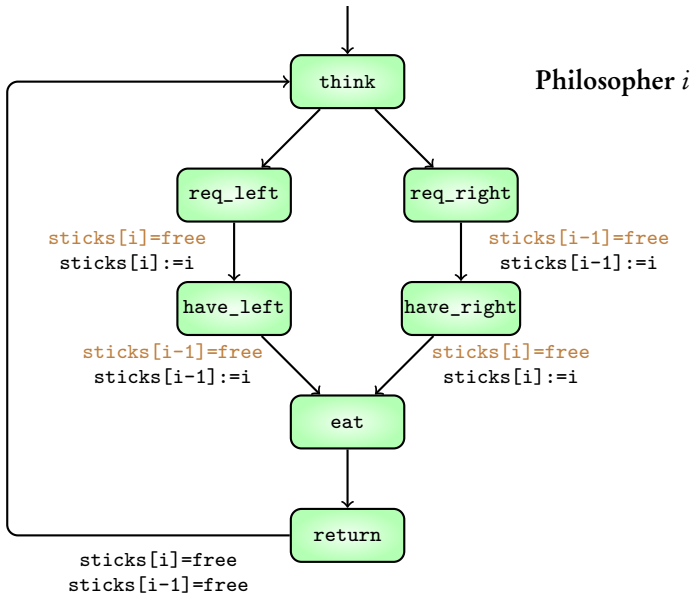 think
Philosopher i
req_left
req_right
sticks[i]=free
sticks[i]:=i
sticks[i-1]=free
sticks[i-1]:=i
have_left
have_right
sticks[i-1]=free
sticks[i-1]:=i
sticks[i]=free
sticks[i]:=i
eat
return
sticks[i]=free
sticks[i-1]=free